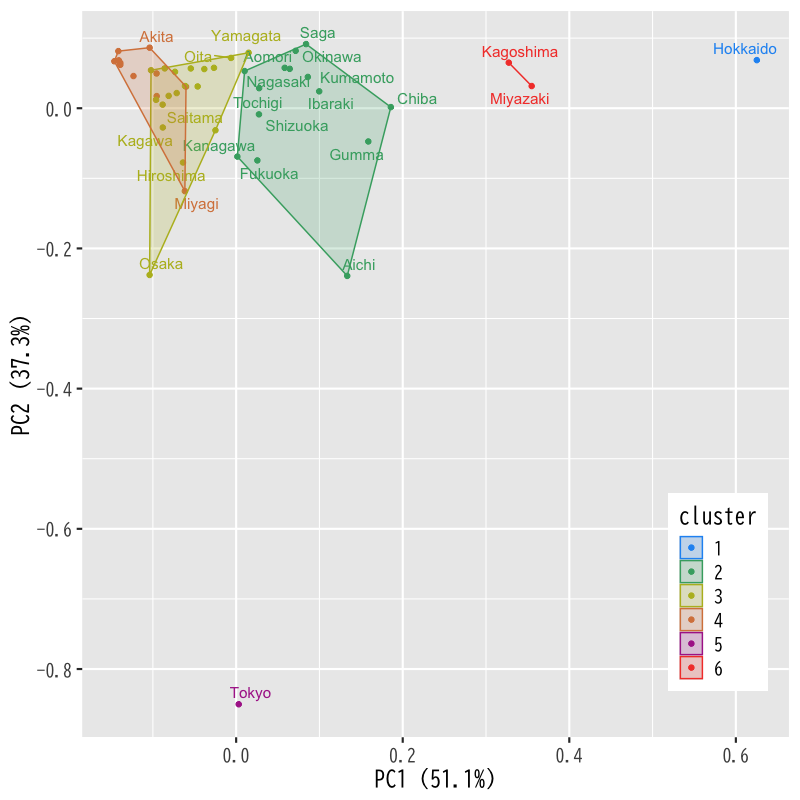 Akita
Yamagata
Saga
Oita
Aomori
Okinawa
Kagoshima
Hokkaido
Nagasaki
Kumamoto
Miyazaki
Tochigi
Ibaraki
Chiba
Saitama
Shizuoka
Kagawa
Kanagawa
Gumma
Hiroshima
Fukuoka
Miyagi
Osaka
Aichi
Tokyo
0.0
−0.2
−0.4
−0.6
−0.8
PC2 (37.3%)
0.0 0.2 0.4 0.6
PC1 (51.1%)
cluster
1
2
3
4
5
6